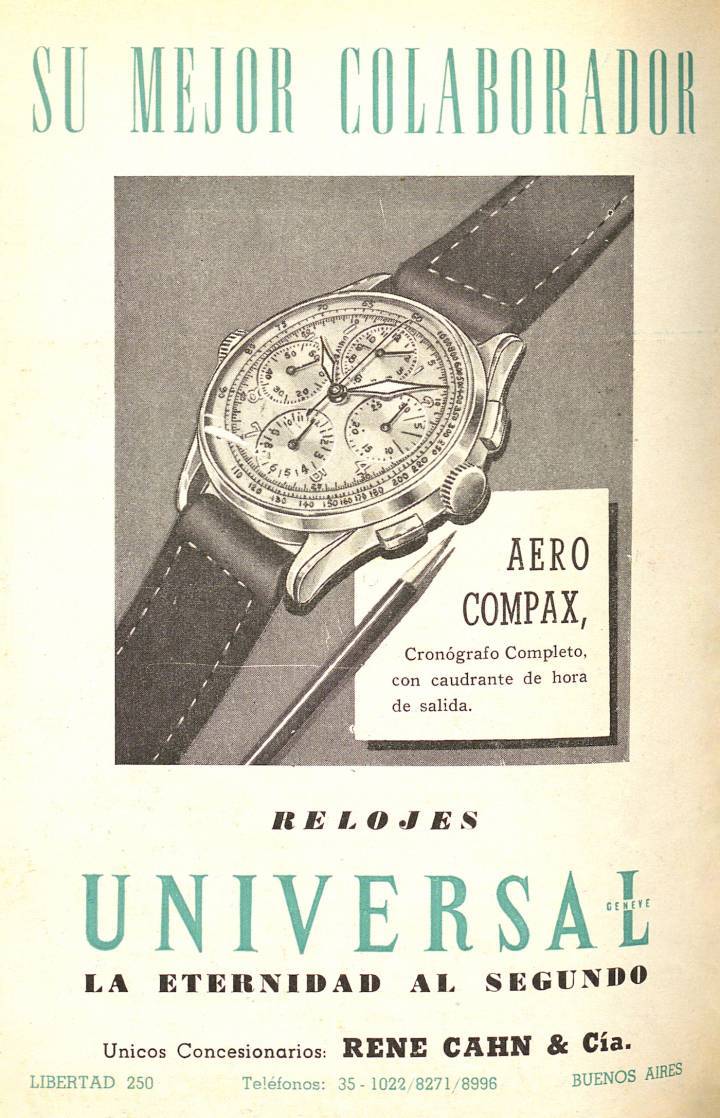 SU MEJOR COLABORADOR
AERO
COMPAX,
Cronógrafo Completo,
con caudrante de hora
de salida.
RELOJES
UNIVERSAL
GENEVE
LA ETERNIDAD AL SEGUNDO
Unicos Concesionarios: RENE CAHN & Cía.
LIBERTAD 250 Teléfonos: 35 - 1022/8271/8996 BUENOS AIRES